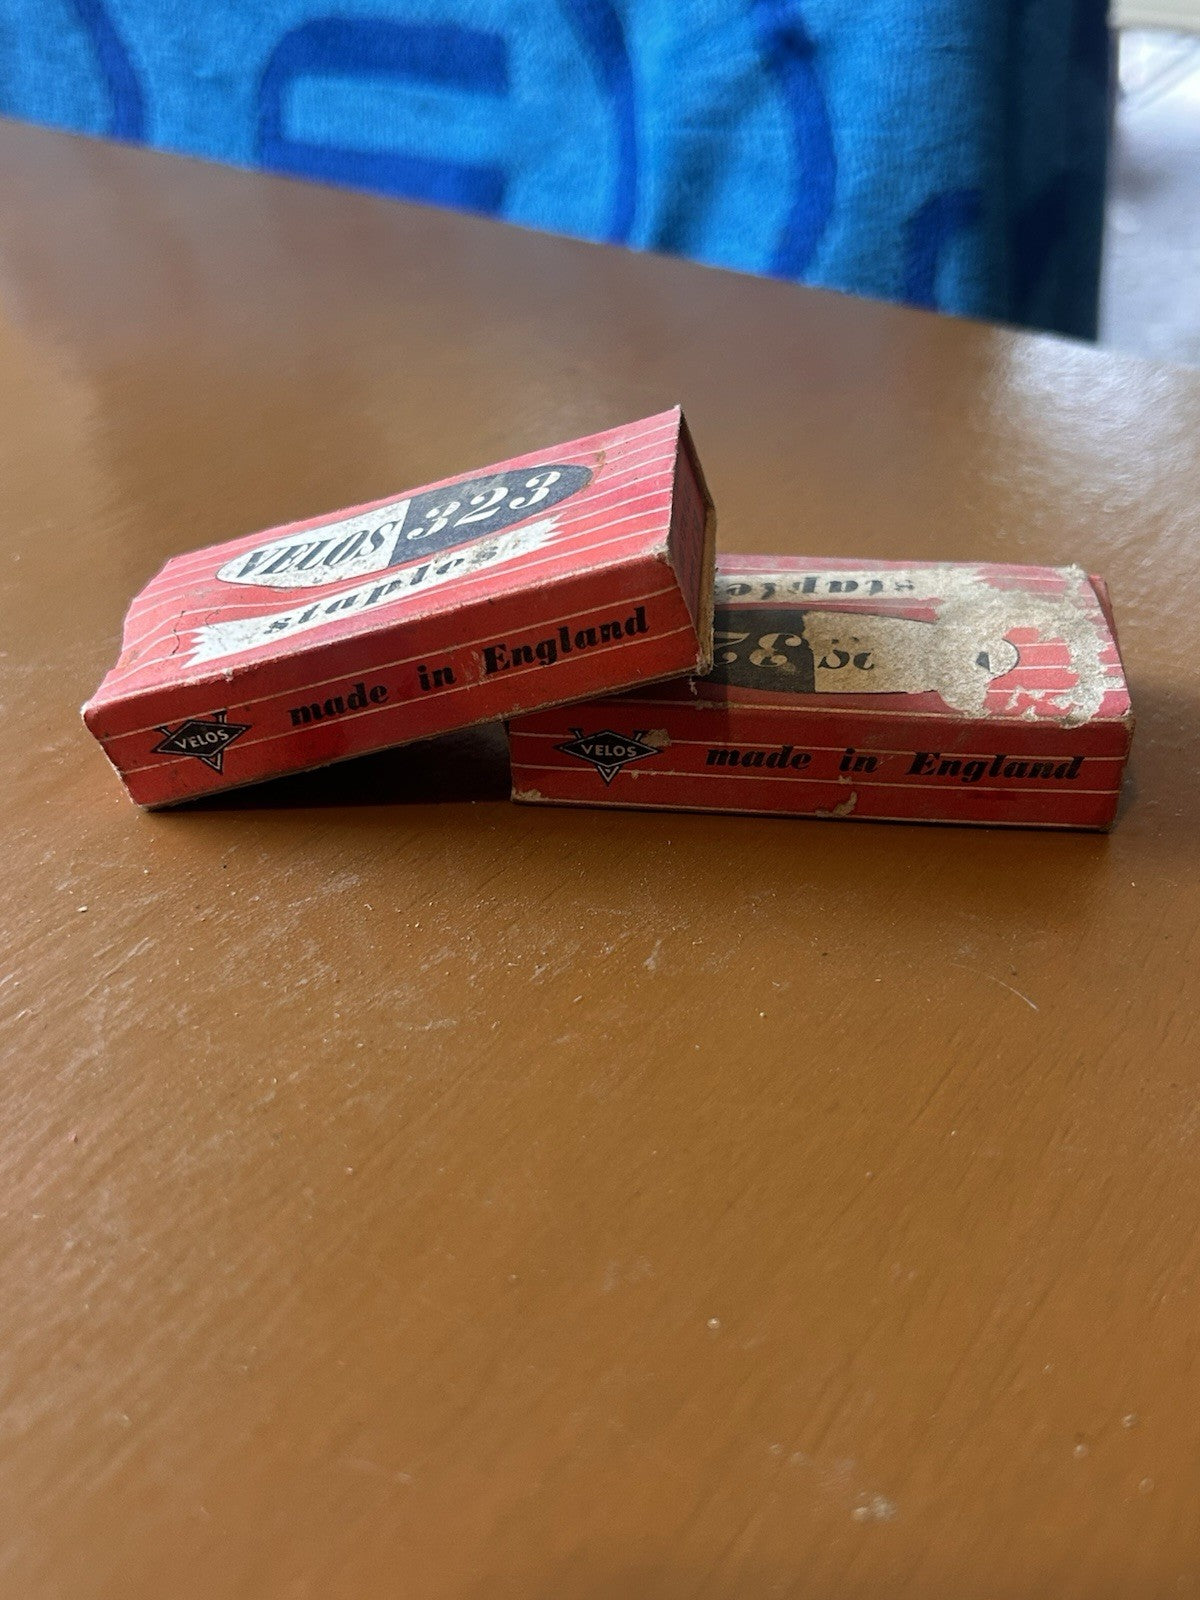 VELOS 323
staples
VELOS made in England
staples
VELOS made in England